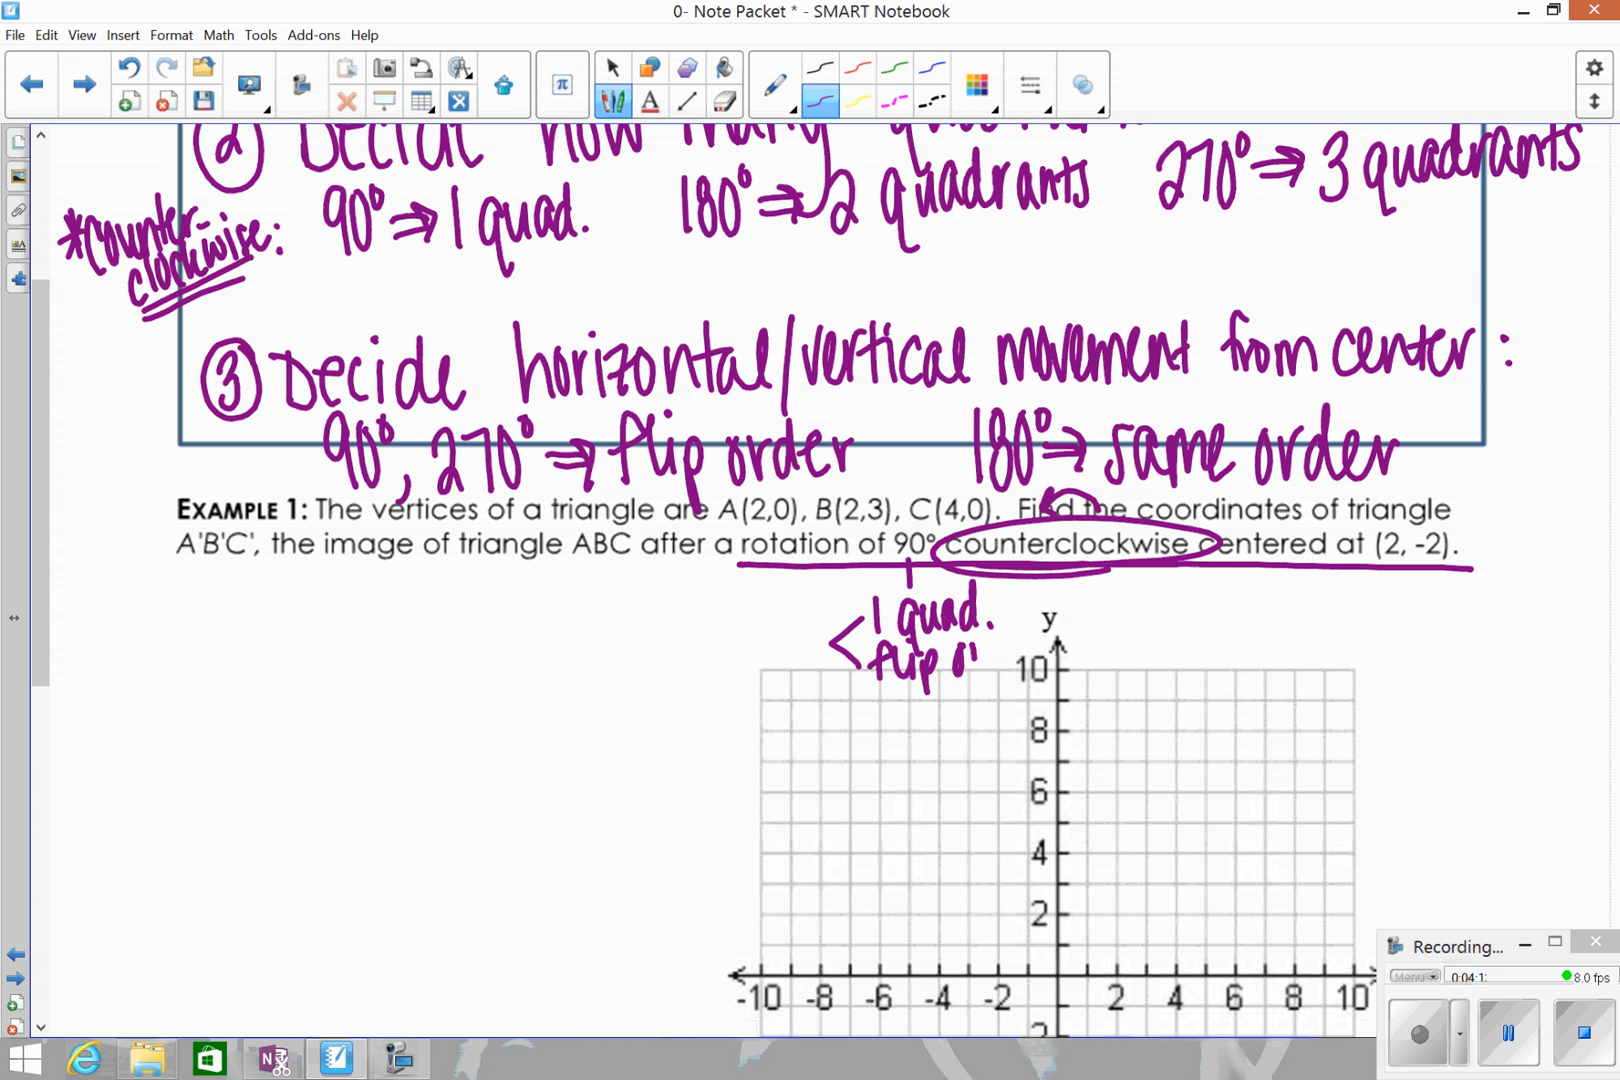 0- Note Packet * - SMART Notebook
File Edit View Insert Format Math Tools Add-ons Help
② Decide how many
90° ⇒ 1 quad. 180° ⇒ 2 quadrants 270° ⇒ 3 quadrants
*counter-
clockwise:
③ Decide horizontal/vertical movement from center:
90°, 270° ⇒ flip order 180° ⇒ same order
EXAMPLE 1: The vertices of a triangle are A(2,0), B(2,3), C(4,0). Find the coordinates of triangle
A'B'C', the image of triangle ABC after a rotation of 90° counterclockwise centered at (2, -2).
1 quad.
flip
y
10
8
6
4
2
-10 -8 -6 -4 -2 2 4 6 8 10
Recording...
Menu 0:04:1 8.0 fps